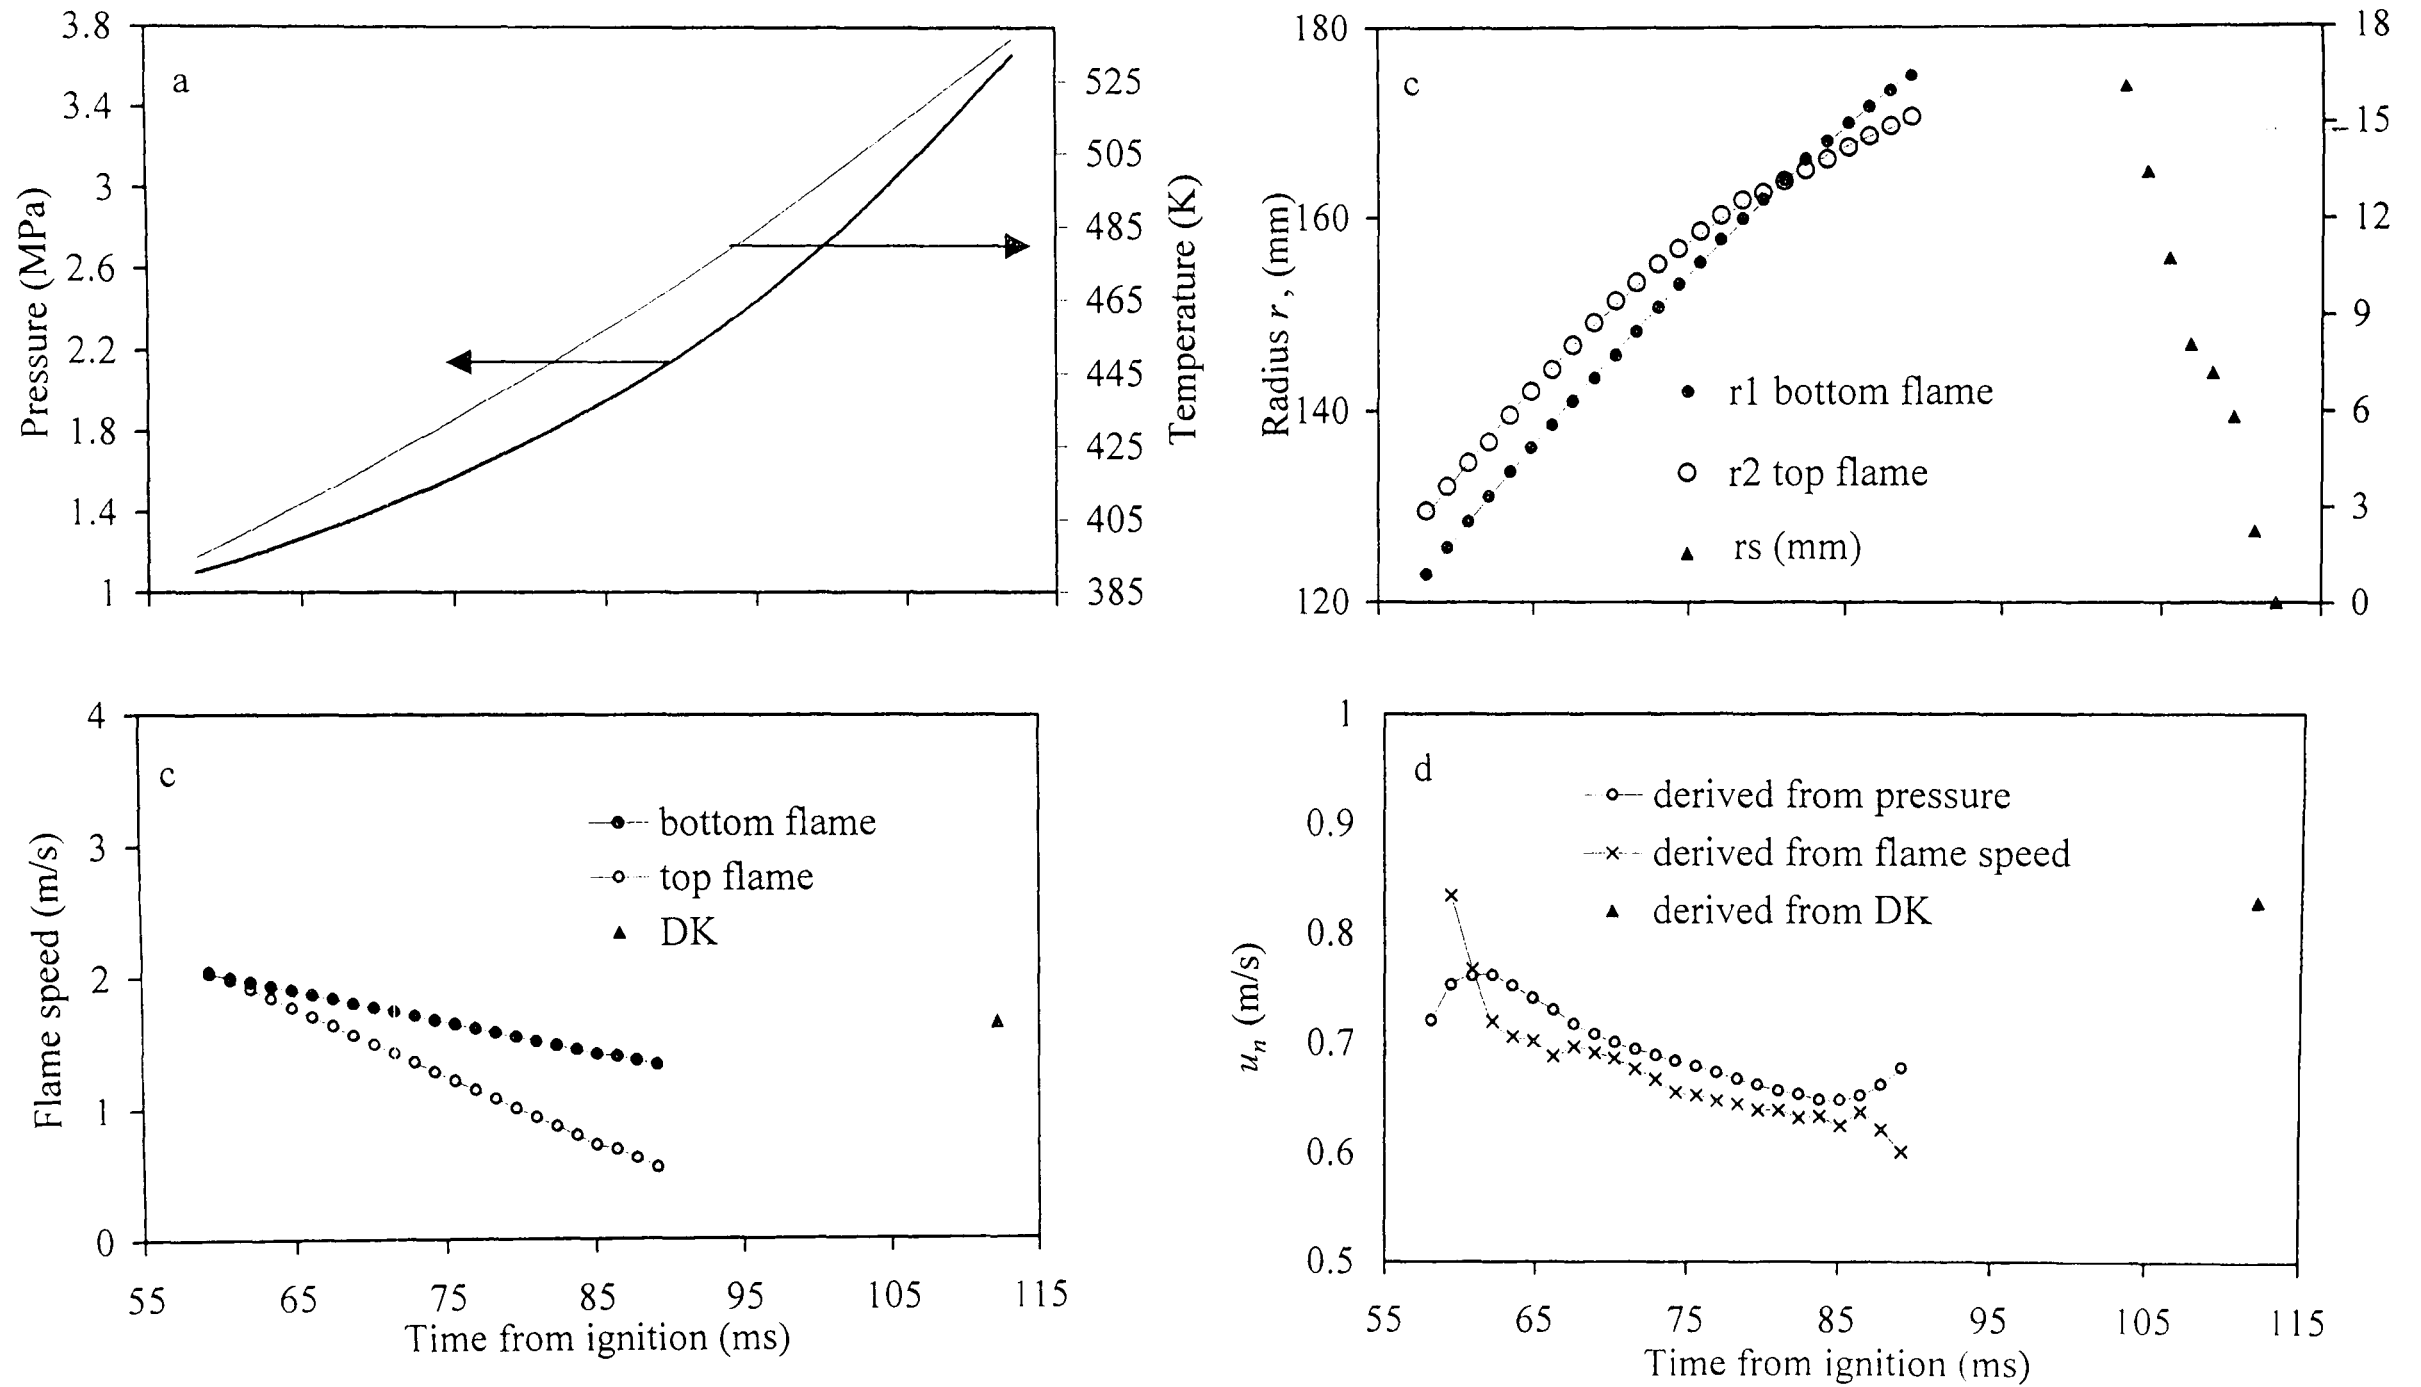 a
3.8
3.4
3
2.6
2.2
1.8
1.4
1
Pressure (MPa)
525
505
485
465
445
425
405
385
Temperature (K)
c
180
160
140
120
Radius r , (mm)
r1 bottom flame
r2 top flame
rs (mm)
18
15
12
9
6
3
0
c
4
3
2
1
0
Flame speed (m/s)
bottom flame
top flame
DK
55 65 75 85 95 105 115
Time from ignition (ms)
d
1
0.9
0.8
0.7
0.6
0.5
un (m/s)
derived from pressure
derived from flame speed
derived from DK
55 65 75 85 95 105 115
Time from ignition (ms)